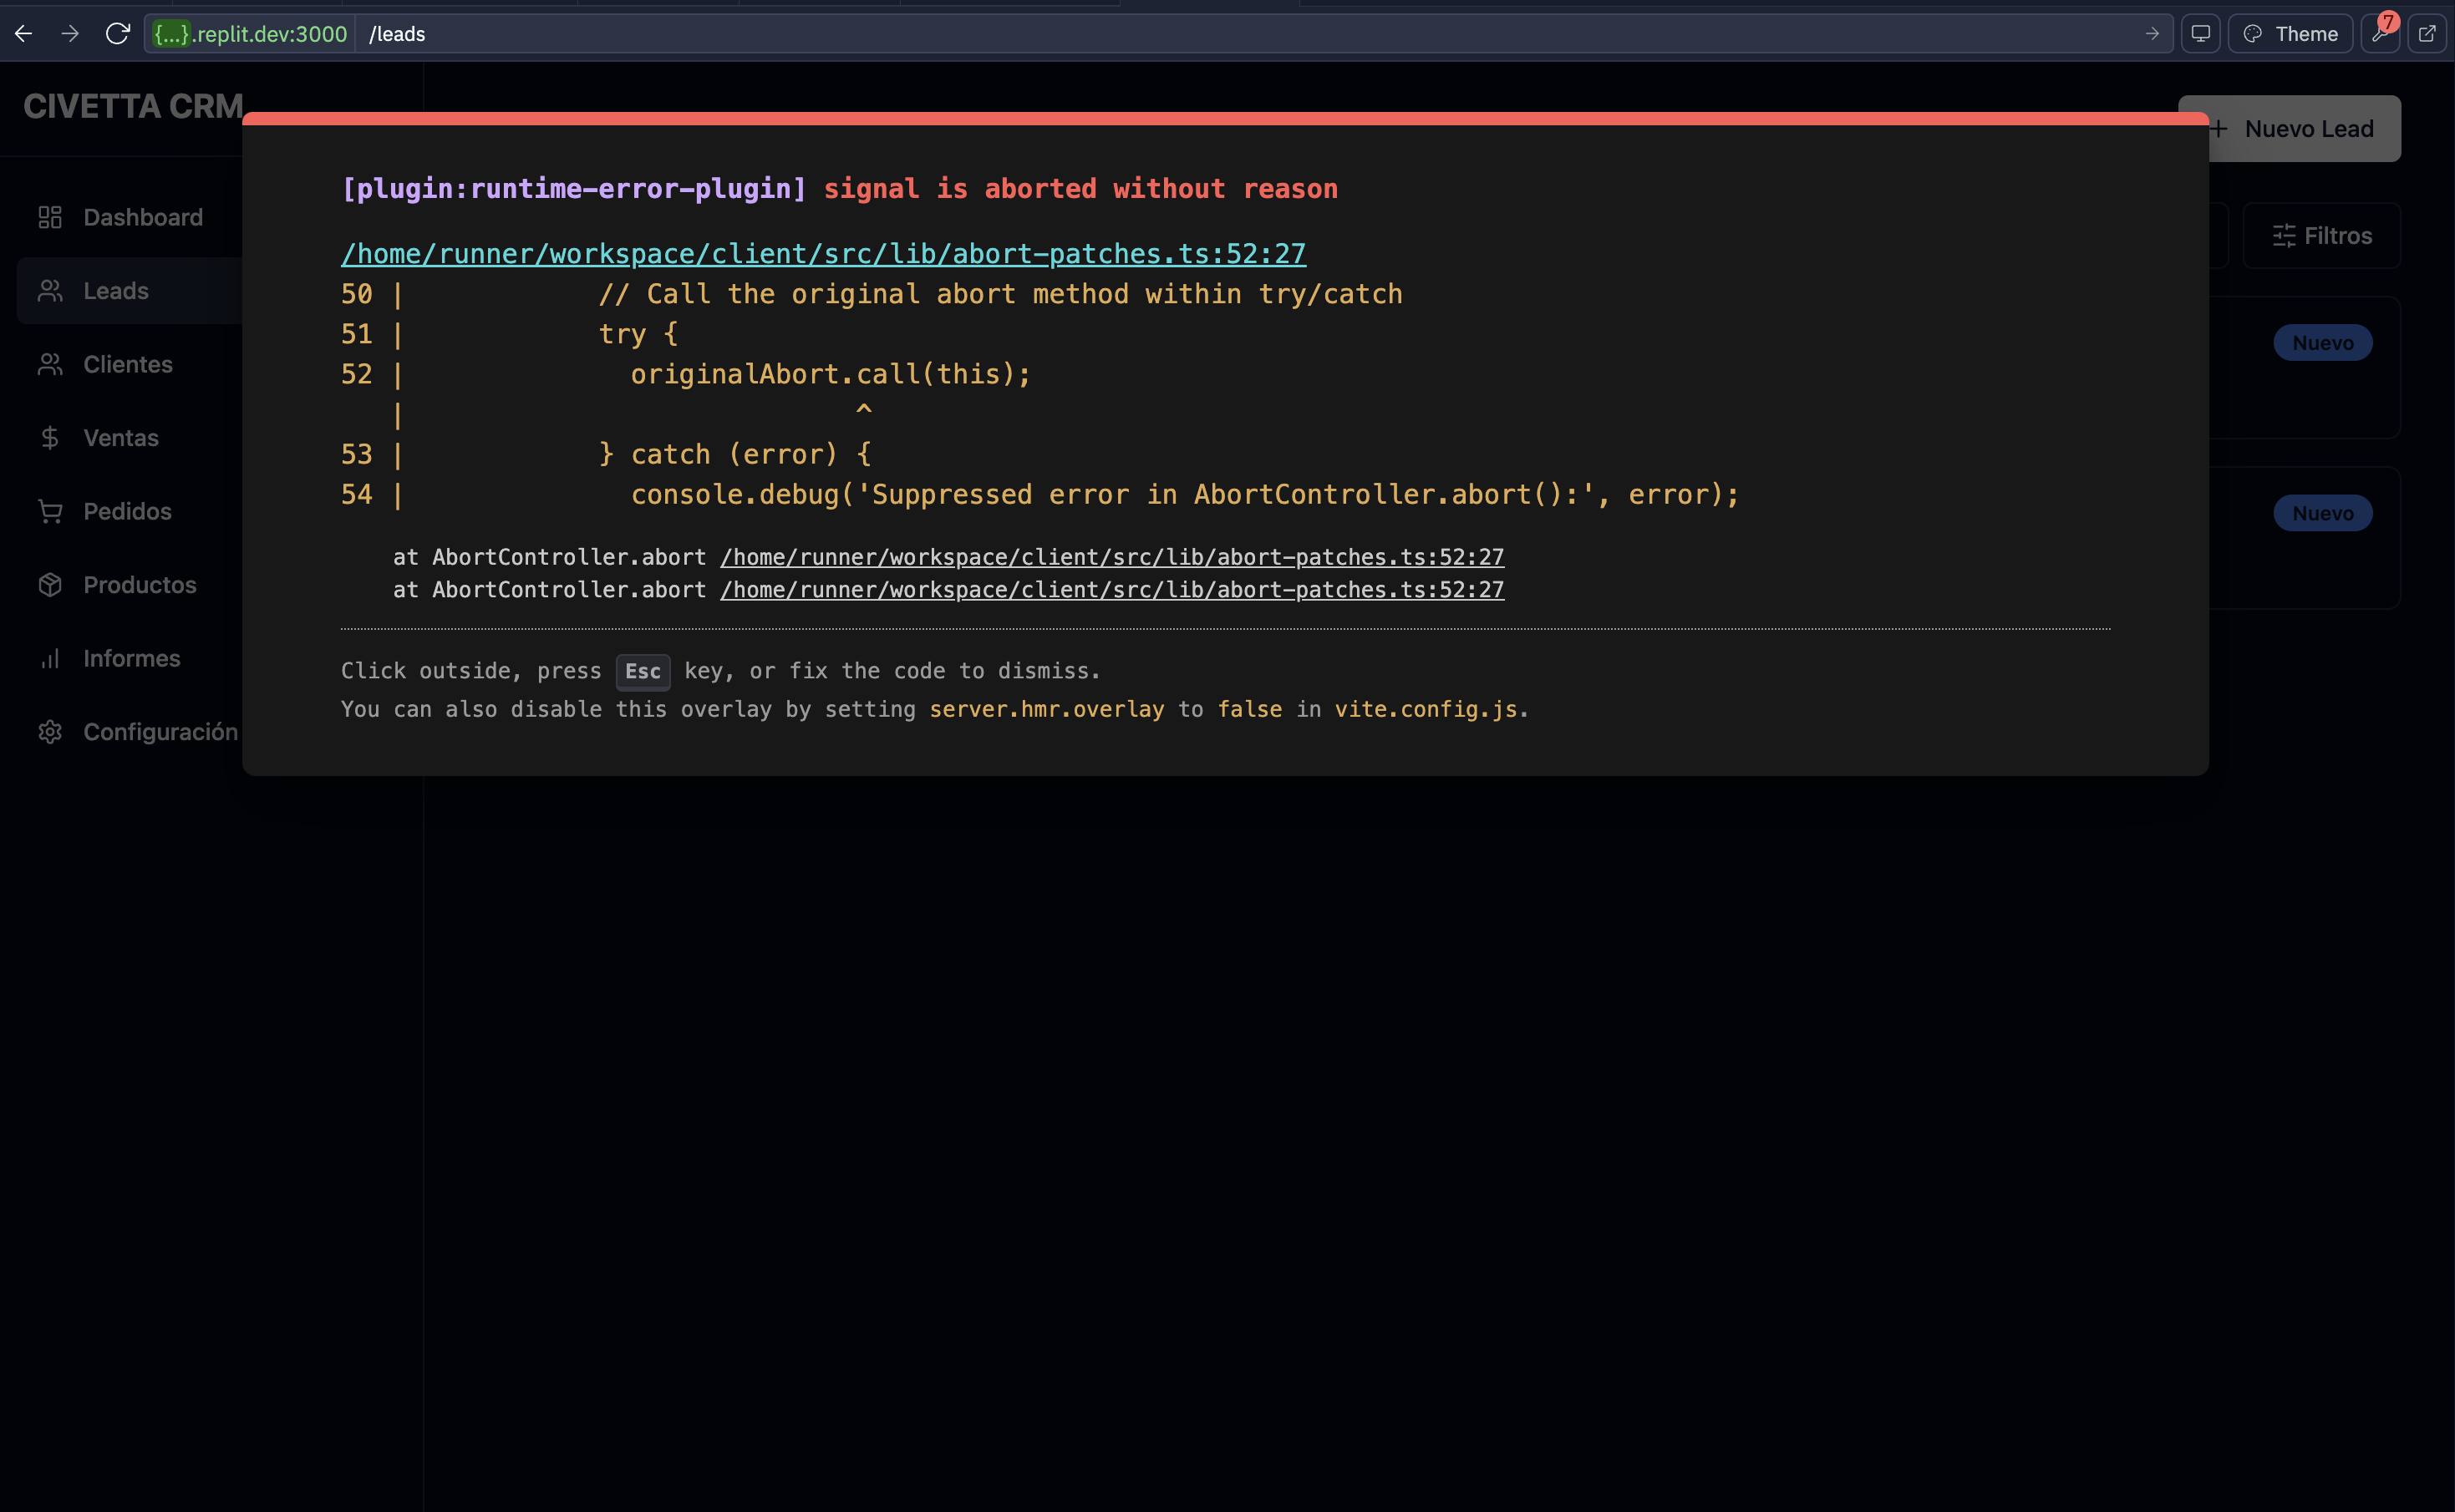 {...}.replit.dev:3000 /leads
Theme
7
CIVETTA CRM
Nuevo Lead
Dashboard
Leads
Clientes
Ventas
Pedidos
Productos
Informes
Configuración
Filtros
Nuevo
Nuevo
[plugin:runtime-error-plugin] signal is aborted without reason
/home/runner/workspace/client/src/lib/abort-patches.ts:52:27
50 |            // Call the original abort method within try/catch
51 |            try {
52 |              originalAbort.call(this);
   |                            ^
53 |            } catch (error) {
54 |              console.debug('Suppressed error in AbortController.abort():', error);
at AbortController.abort /home/runner/workspace/client/src/lib/abort-patches.ts:52:27
at AbortController.abort /home/runner/workspace/client/src/lib/abort-patches.ts:52:27
Click outside, press Esc key, or fix the code to dismiss.
You can also disable this overlay by setting server.hmr.overlay to false in vite.config.js.